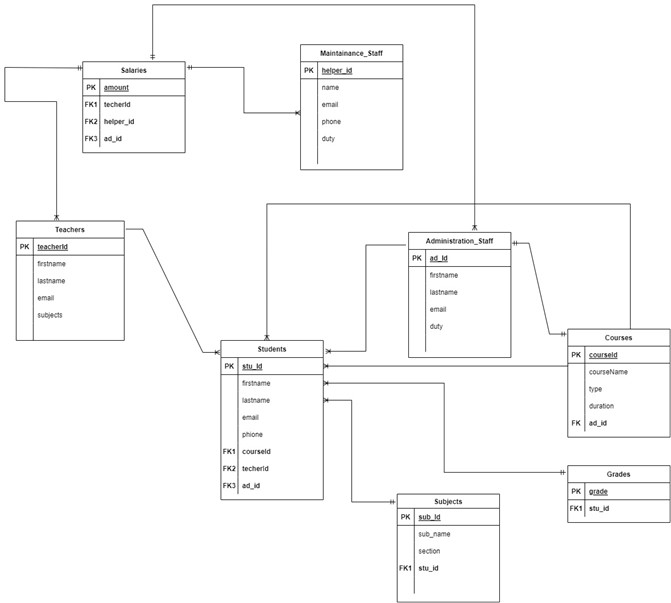 Maintainance_Staff
PK helper_id
name
email
phone
duty
Salaries
PK amount
FK1 techerId
FK2 helper_id
FK3 ad_id
Teachers
PK teacherId
firstname
lastname
email
subjects
Administration_Staff
PK ad_Id
firstname
lastname
email
duty
Students
PK stu_Id
firstname
lastname
email
phione
FK1 courseId
FK2 techerId
FK3 ad_id
Courses
PK courseId
courseName
type
duration
FK ad_id
Grades
PK grade
FK1 stu_id
Subjects
PK sub_Id
sub_name
section
FK1 stu_id